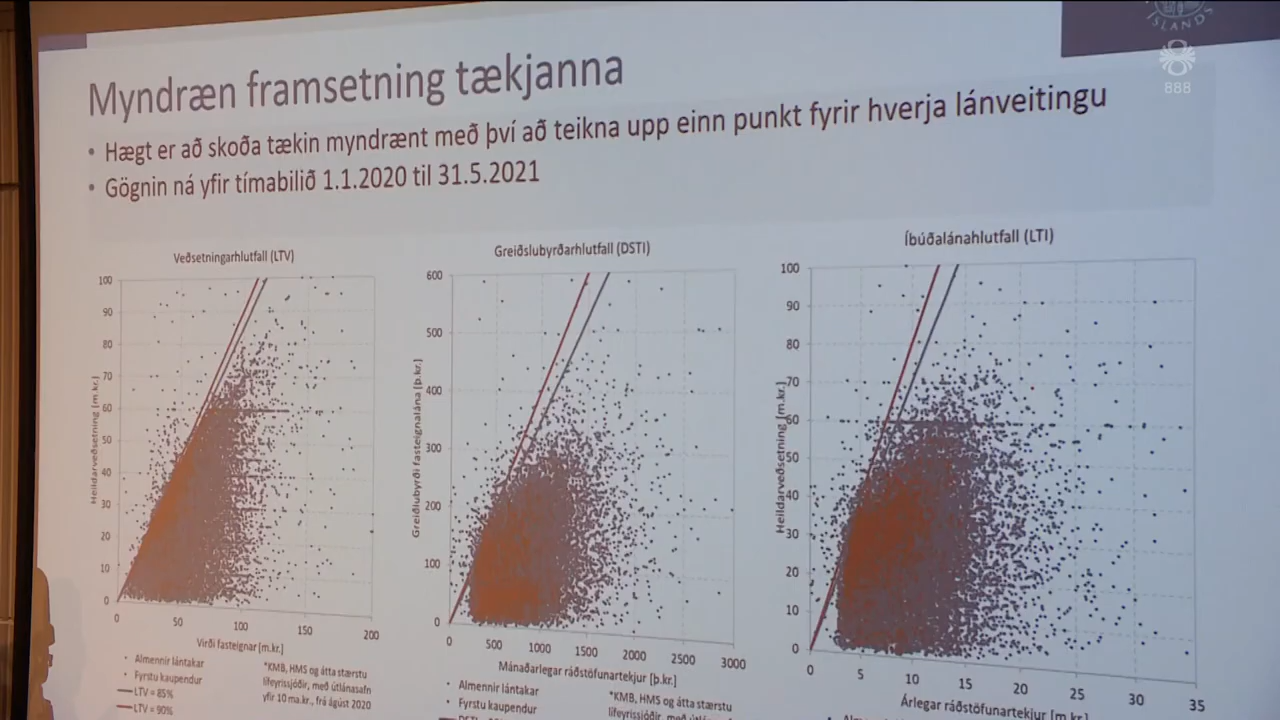 ÍSLANDS
888
Myndræn framsetning tækjanna
• Hægt er að skoða tækin myndrænt með því að teikna upp einn punkt fyrir hverja lánveitingu
• Gögnin ná yfir tímabilið 1.1.2020 til 31.5.2021
Veðsetningarhlutfall (LTV)
Heildarveðsetning [m.kr.]
100
90
80
70
60
50
40
30
20
10
0
0 50 100 150 200
Virði fasteignar [m.kr.]
Almennir lántakar
Fyrstu kaupendur
LTV = 85%
LTV = 90%
*KMB, HMS og átta stærstu
lífeyrissjóðir, með útlánasafn
yfir 10 ma.kr., frá ágúst 2020
Greiðslubyrðarhlutfall (DSTI)
Greiðslubyrði fasteignalána [þ.kr.]
600
500
400
300
200
100
0
0 500 1000 1500 2000 2500 3000
Mánaðarlegar ráðstöfunartekjur [þ.kr.]
Almennir lántakar
Fyrstu kaupendur
*KMB, HMS og átta stærstu
lífeyrissjóðir, með útlánasafn
Íbúðalánahlutfall (LTI)
Heildarveðsetning [m.kr.]
100
90
80
70
60
50
40
30
20
10
0
0 5 10 15 20 25 30 35
Árlegar ráðstöfunartekjur [m.kr.]